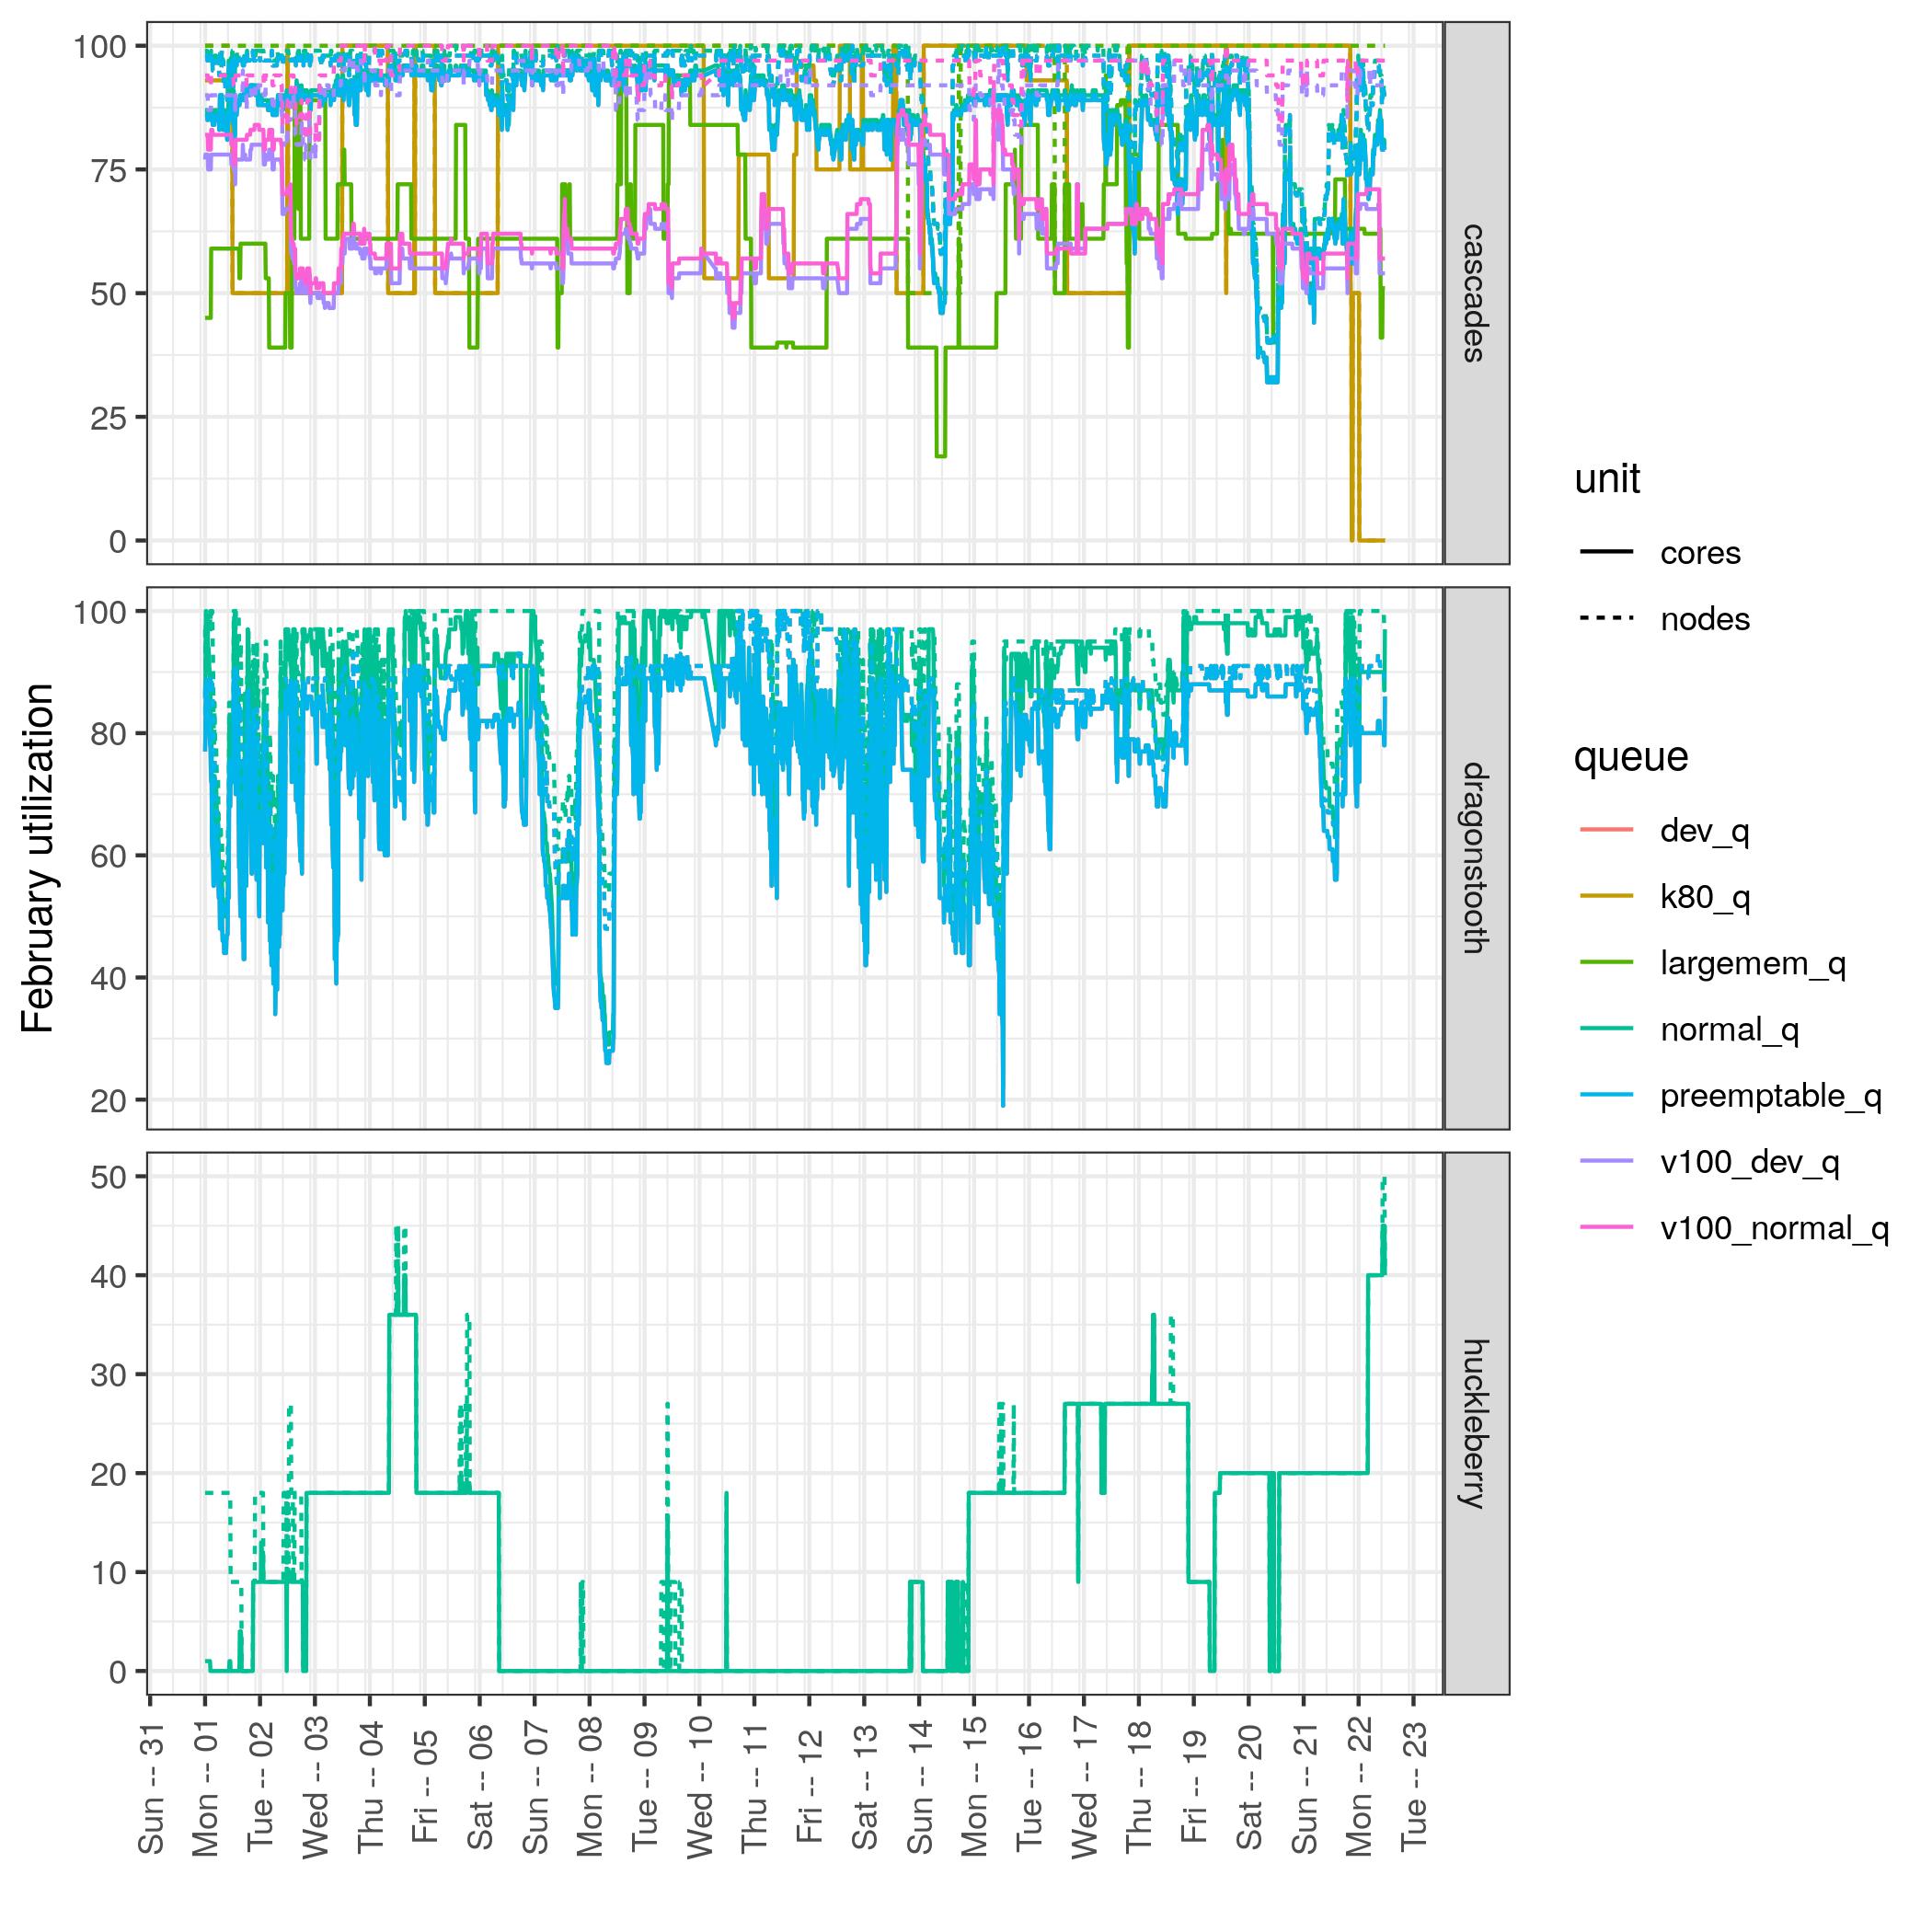 February utilization
100
75
50
25
0
cascades
100
80
60
40
20
dragonstooth
50
40
30
20
10
0
huckleberry
Sun -- 31
Mon -- 01
Tue -- 02
Wed -- 03
Thu -- 04
Fri -- 05
Sat -- 06
Sun -- 07
Mon -- 08
Tue -- 09
Wed -- 10
Thu -- 11
Fri -- 12
Sat -- 13
Sun -- 14
Mon -- 15
Tue -- 16
Wed -- 17
Thu -- 18
Fri -- 19
Sat -- 20
Sun -- 21
Mon -- 22
Tue -- 23
unit
cores
nodes
queue
dev_q
k80_q
largemem_q
normal_q
preemptable_q
v100_dev_q
v100_normal_q